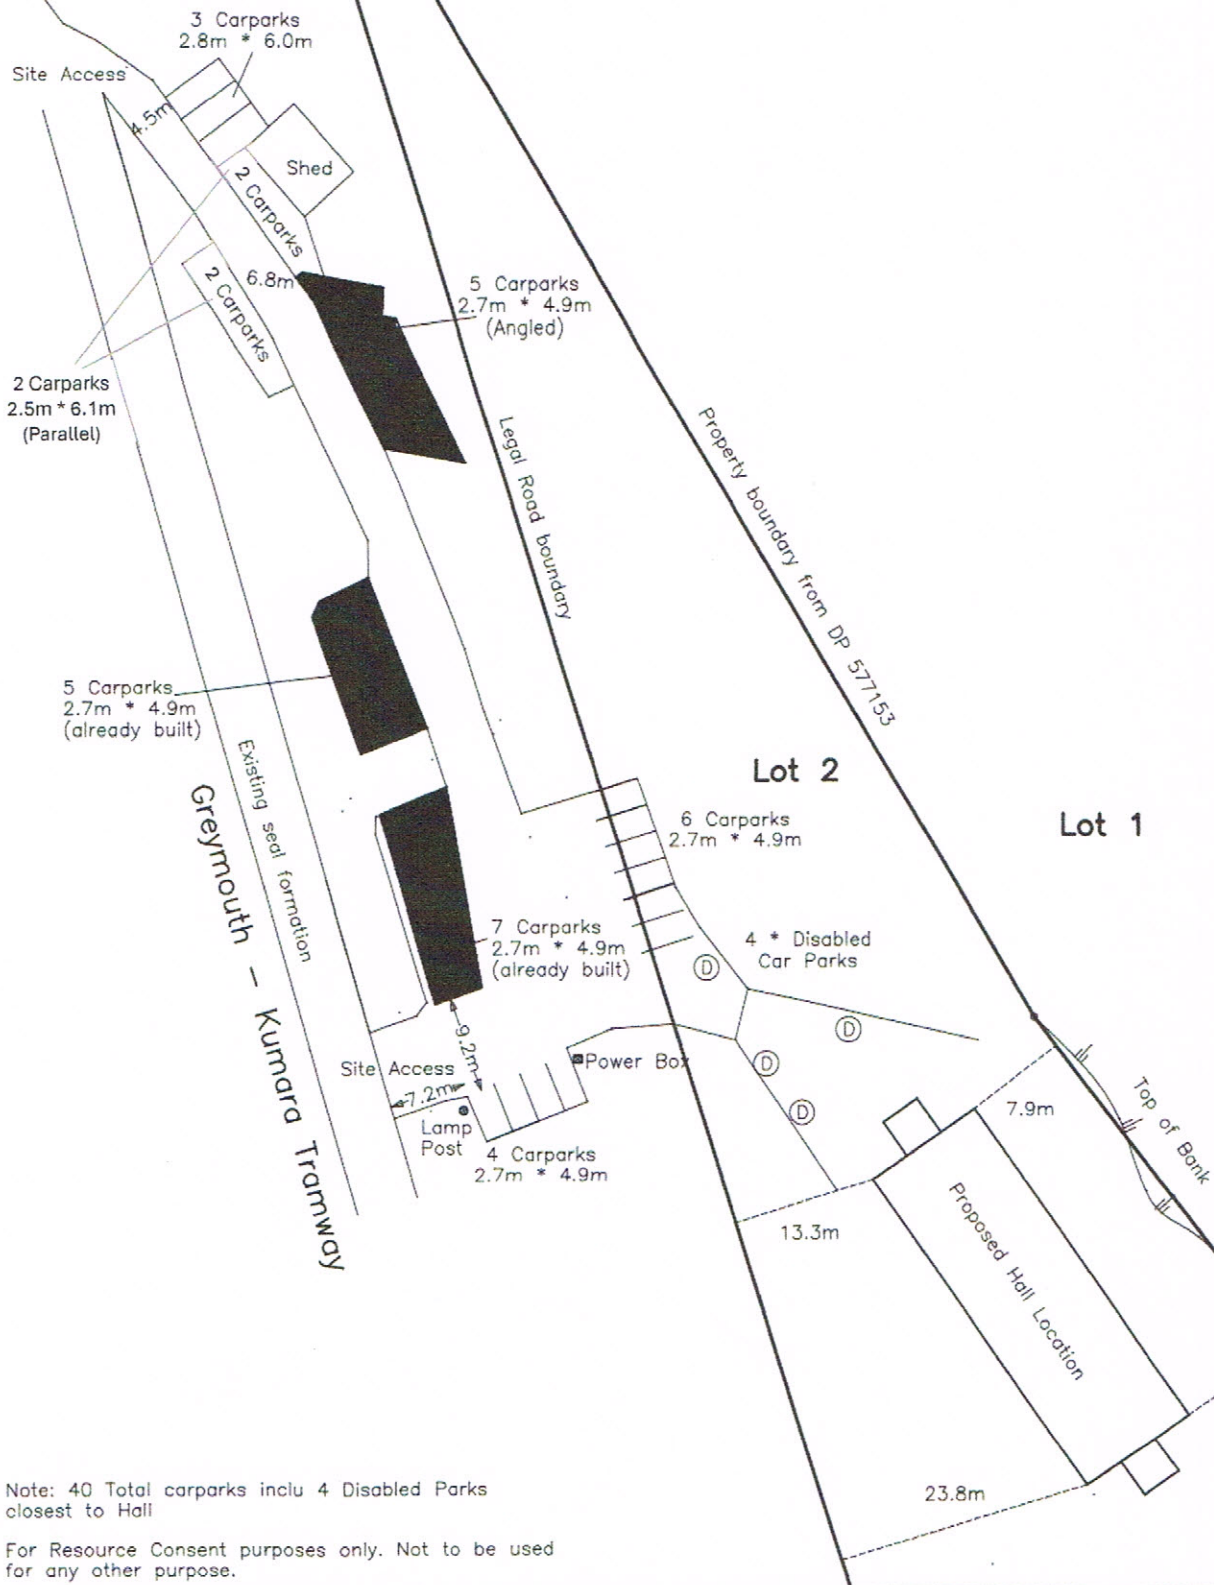 3 Carparks
2.8m * 6.0m
Site Access
4.5m
Shed
2 Carparks
2 Carparks
6.8m
5 Carparks
2.7m * 4.9m
(Angled)
2 Carparks
2.5m * 6.1m
(Parallel)
Legal Road boundary
Property boundary from DP 577153
5 Carparks
2.7m * 4.9m
(already built)
Existing seal formation
Greymouth - Kumara Tramway
Lot 2
Lot 1
6 Carparks
2.7m * 4.9m
7 Carparks
2.7m * 4.9m
(already built)
4 * Disabled
Car Parks
D
D
D
D
9.2m
Site Access
7.2m
Power Box
Lamp
Post
4 Carparks
2.7m * 4.9m
7.9m
Top of Bank
13.3m
Proposed Hall Location
23.8m
Note: 40 Total carparks inclu 4 Disabled Parks
closest to Hall
For Resource Consent purposes only. Not to be used
for any other purpose.